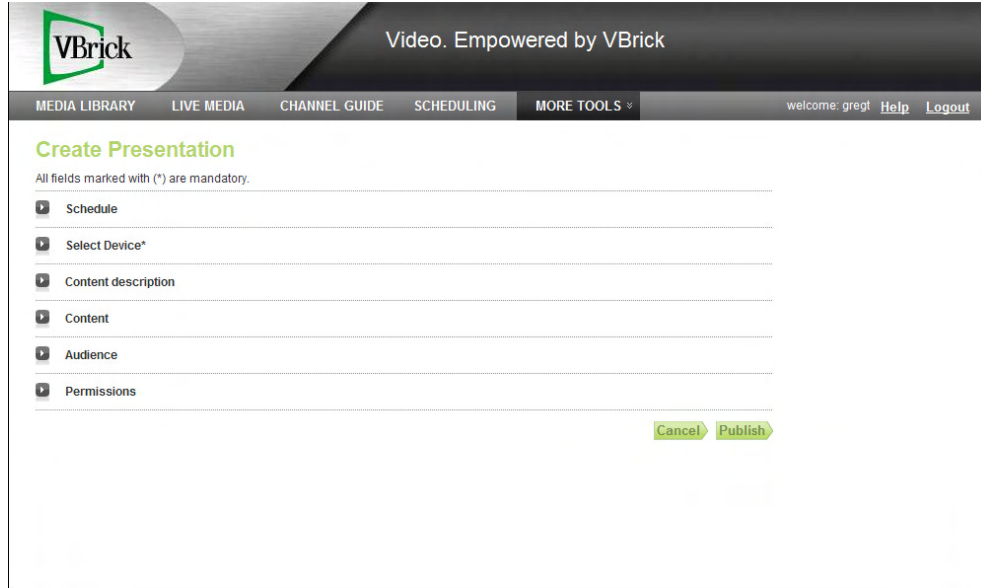 VBrick
Video. Empowered by VBrick
MEDIA LIBRARY LIVE MEDIA CHANNEL GUIDE SCHEDULING MORE TOOLS welcome: gregt Help Logout
Create Presentation
All fields marked with (*) are mandatory.
Schedule
Select Device*
Content description
Content
Audience
Permissions
Cancel Publish